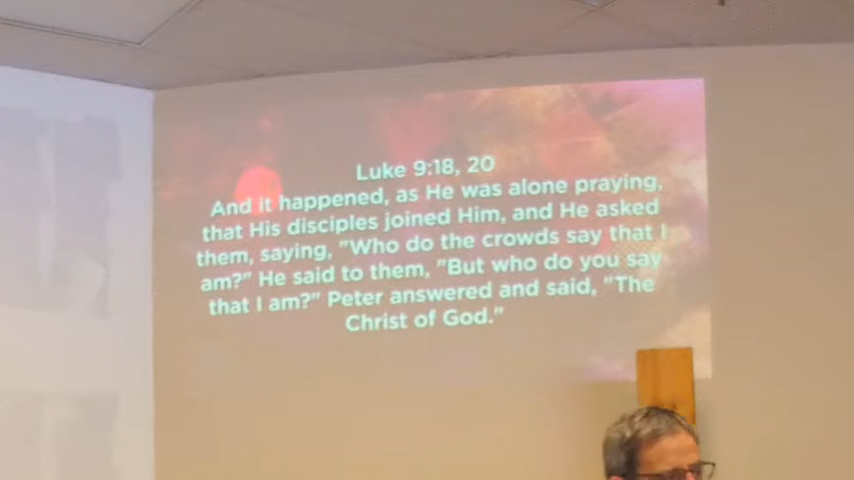 Luke 9:18, 20
And it happened, as He was alone praying,
that His disciples joined Him, and He asked
them, saying, "Who do the crowds say that I
am?" He said to them, "But who do you say
that I am?" Peter answered and said, "The
Christ of God."